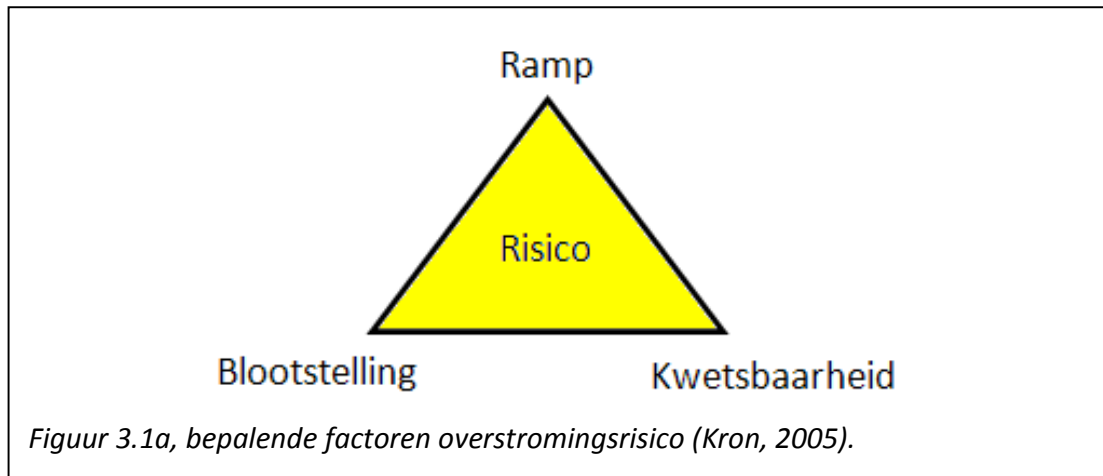 Ramp
Risico
Blootstelling Kwetsbaarheid
Figuur 3.1a, bepalende factoren overstromingsrisico (Kron, 2005).